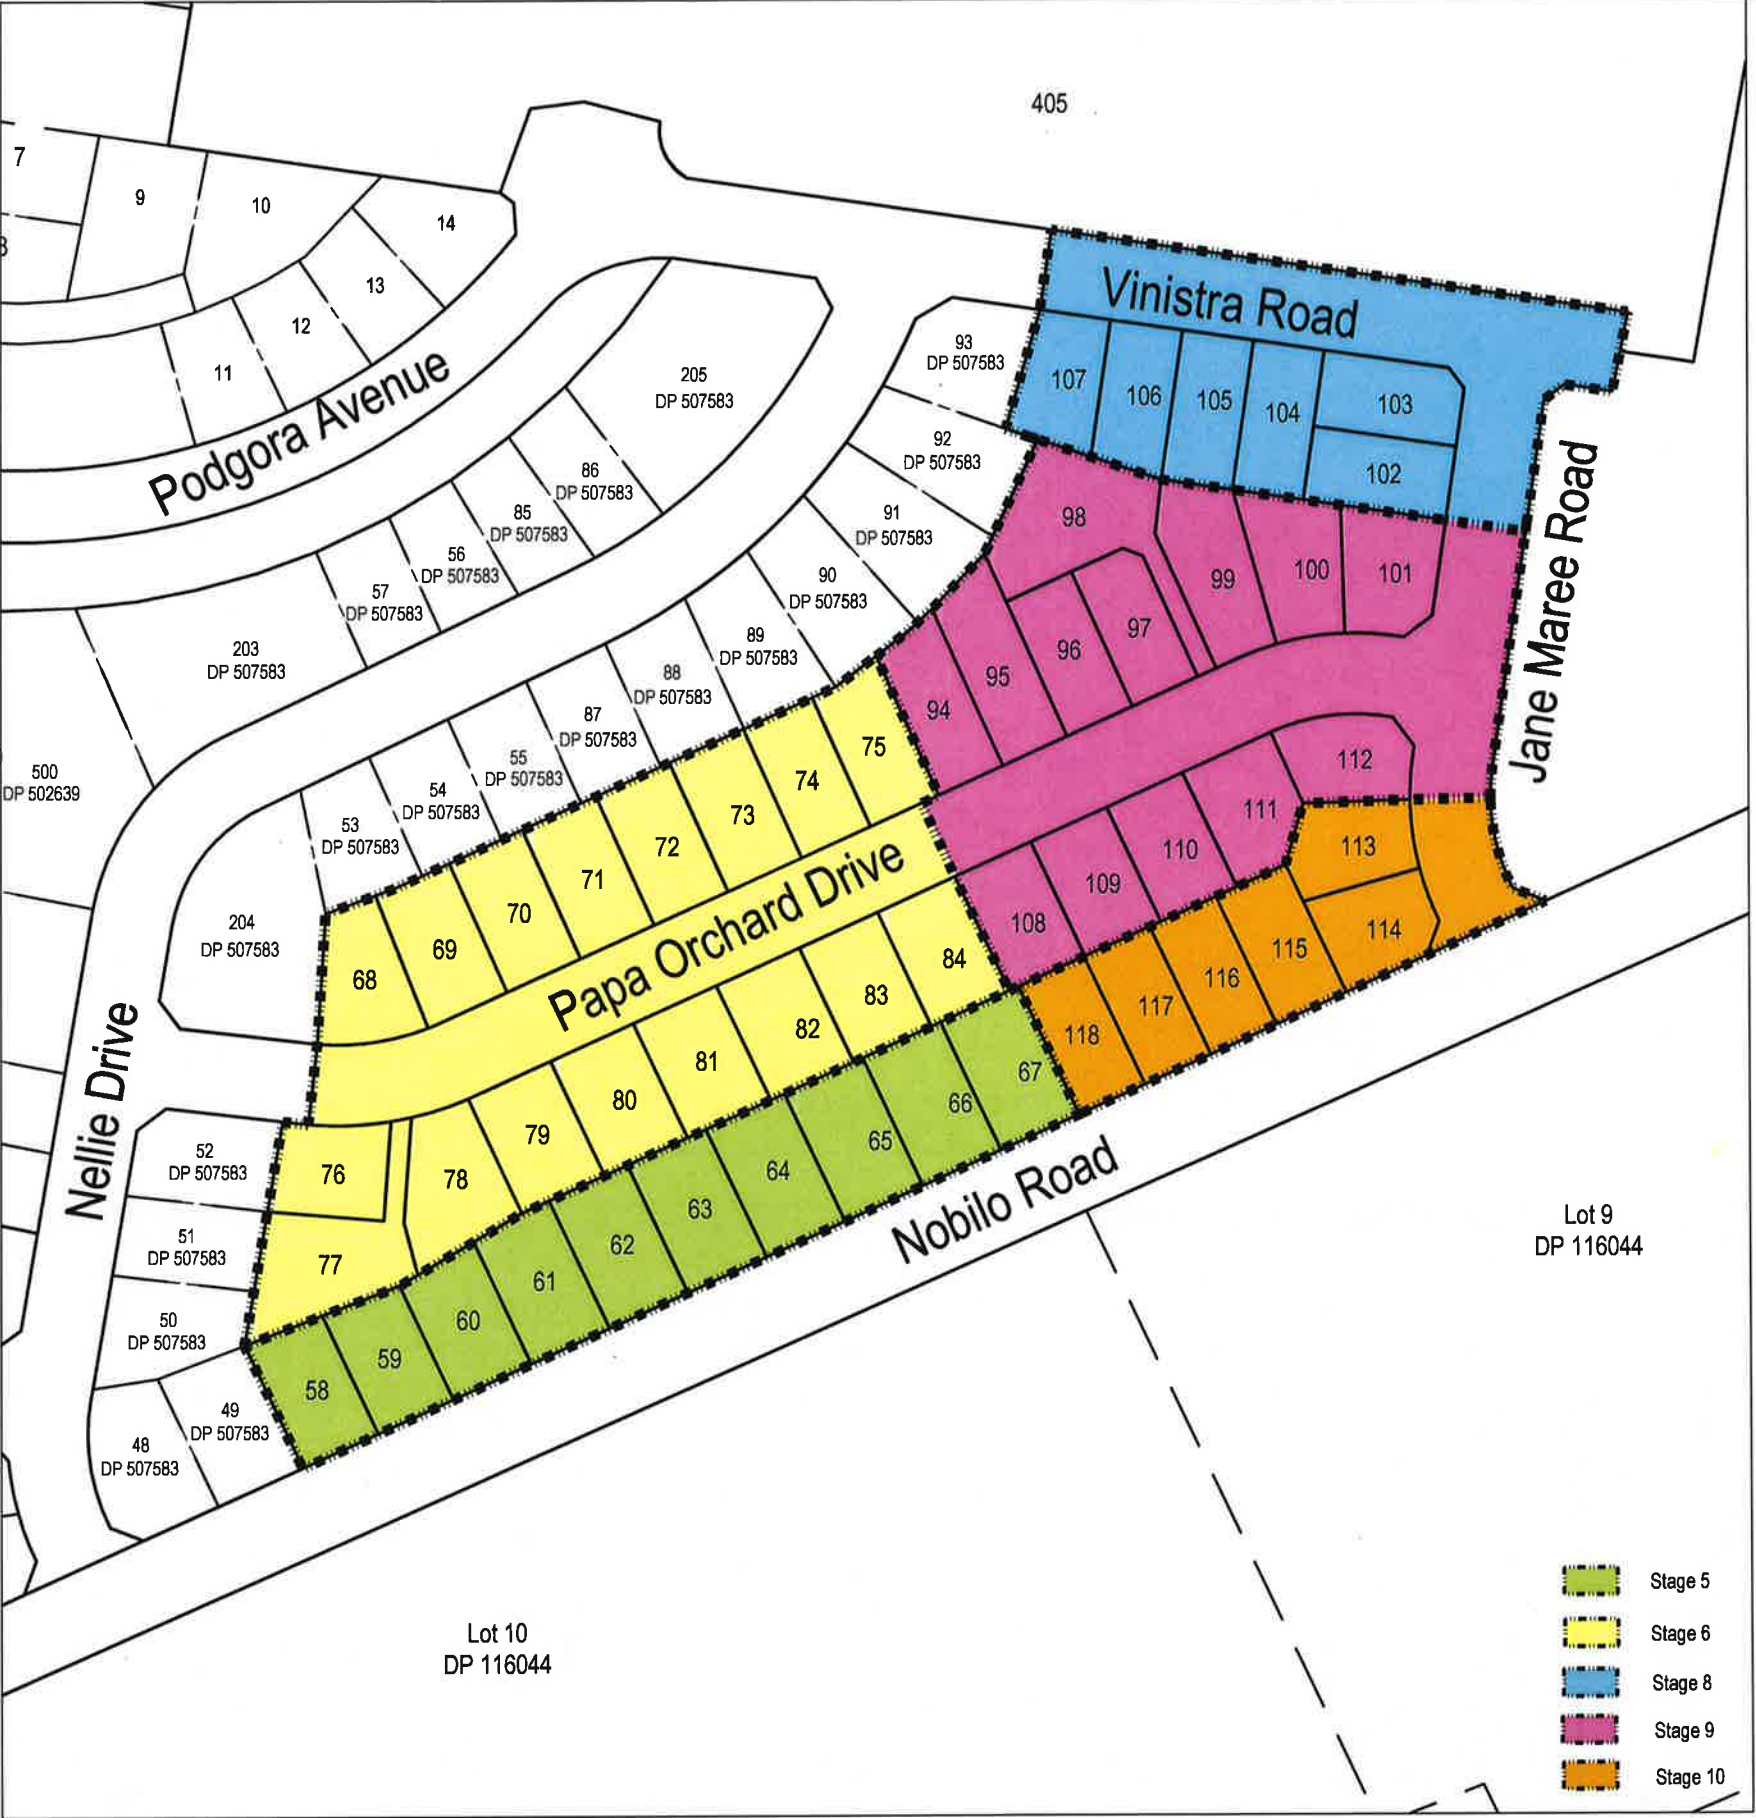 405
7
9
10
14
8
13
12
11
Podgora Avenue
Vinistra Road
93
DP 507583
205
DP 507583
107
106
105
104
103
102
92
DP 507583
86
DP 507583
85
DP 507583
91
DP 507583
56
DP 507583
57
DP 507583
90
DP 507583
98
99
100
101
Jane Maree Road
97
96
95
94
89
DP 507583
203
DP 507583
88
DP 507583
87
DP 507583
55
DP 507583
54
DP 507583
53
DP 507583
500
DP 502639
75
74
73
72
71
70
69
68
112
111
110
109
108
113
114
115
116
117
118
Papa Orchard Drive
204
DP 507583
84
83
82
81
80
79
78
76
77
Nellie Drive
67
66
65
64
63
62
61
60
59
58
52
DP 507583
51
DP 507583
50
DP 507583
49
DP 507583
48
DP 507583
Nobilo Road
Lot 9
DP 116044
Lot 10
DP 116044
Stage 5
Stage 6
Stage 8
Stage 9
Stage 10